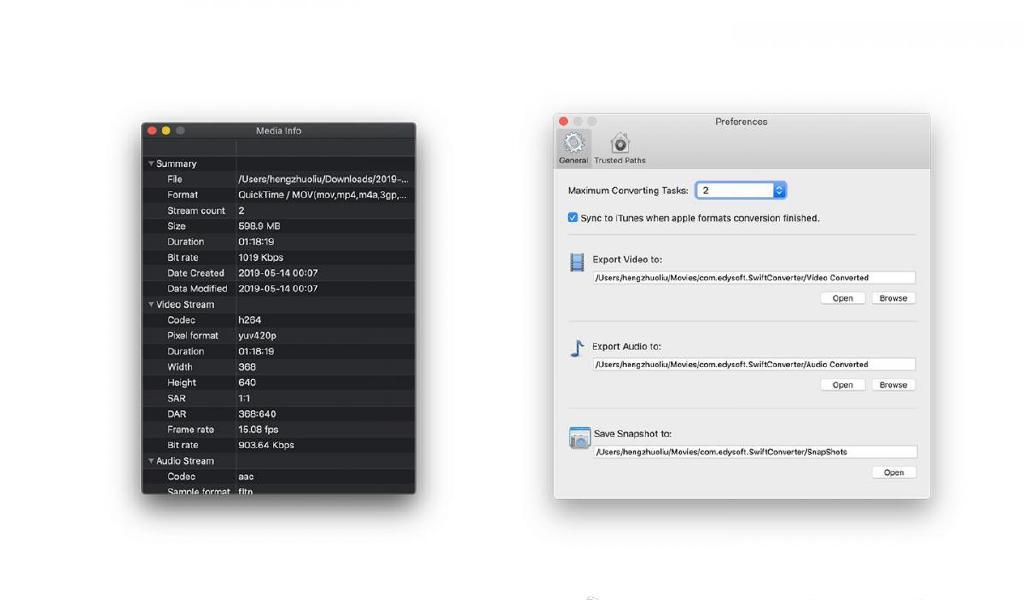 Media Info
Summary
File /Users/hengzhuoliu/Downloads/2019-...
Format QuickTime / MOV(mov,mp4,m4a,3gp,...
Stream count 2
Size 598.9 MB
Duration 01:18:19
Bit rate 1019 Kbps
Date Created 2019-05-14 00:07
Data Modified 2019-05-14 00:07
Video Stream
Codec h264
Pixel format yuv420p
Duration 01:18:19
Width 368
Height 640
SAR 1:1
DAR 368:640
Frame rate 15.08 fps
Bit rate 903.64 Kbps
Audio Stream
Codec aac
Sample format fltp
Preferences
General Trusted Paths
Maximum Converting Tasks: 2
Sync to iTunes when apple formats conversion finished.
Export Video to:
/Users/hengzhuoliu/Movies/com.edysoft.SwiftConverter/Video Converted
Open Browse
Export Audio to:
/Users/hengzhuoliu/Movies/com.edysoft.SwiftConverter/Audio Converted
Open Browse
Save Snapshot to:
/Users/hengzhuoliu/Movies/com.edysoft.SwiftConverter/SnapShots
Open